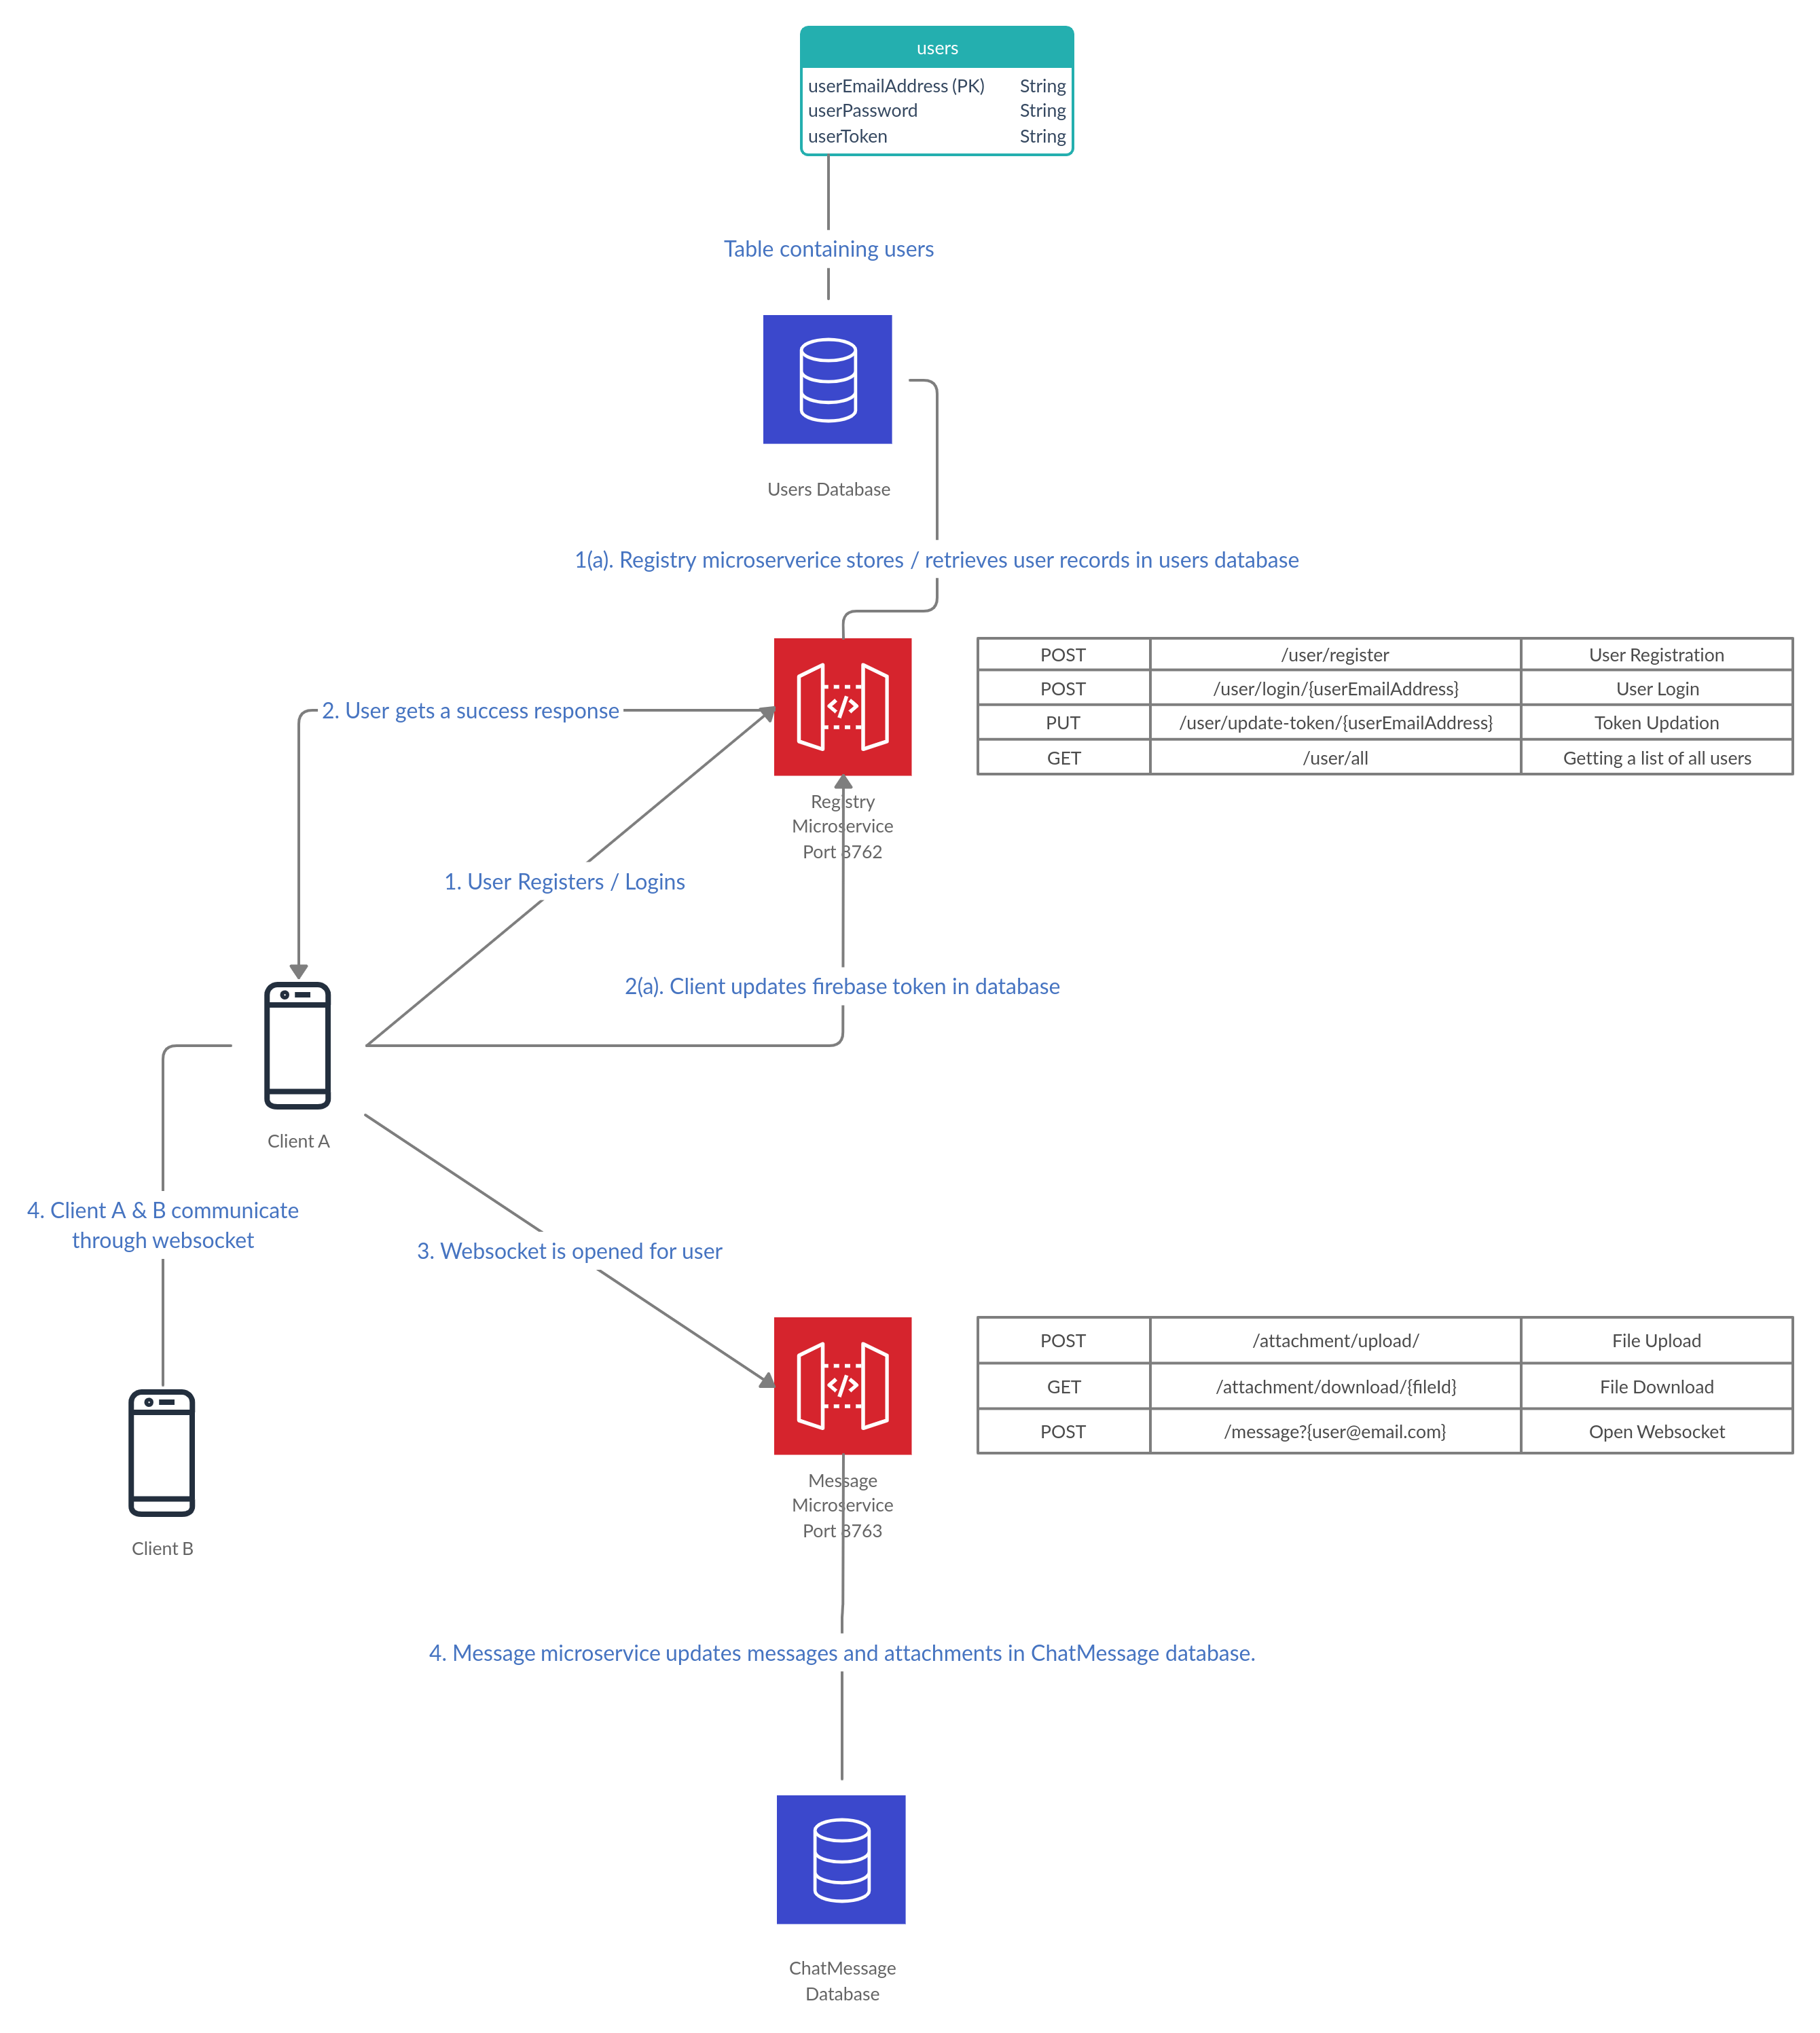 users
userEmailAddress (PK) String
userPassword String
userToken String
Table containing users
Users Database
1(a). Registry microserverice stores / retrieves user records in users database
POST /user/register User Registration
POST /user/login/{userEmailAddress} User Login
PUT /user/update-token/{userEmailAddress} Token Updation
GET /user/all Getting a list of all users
2. User gets a success response
Registry
Microservice
Port 8762
1. User Registers / Logins
2(a). Client updates firebase token in database
Client A
4. Client A & B communicate
through websocket
3. Websocket is opened for user
POST /attachment/upload/ File Upload
GET /attachment/download/{fileId} File Download
POST /message?{user@email.com} Open Websocket
Message
Microservice
Port 8763
Client B
4. Message microservice updates messages and attachments in ChatMessage database.
ChatMessage
Database